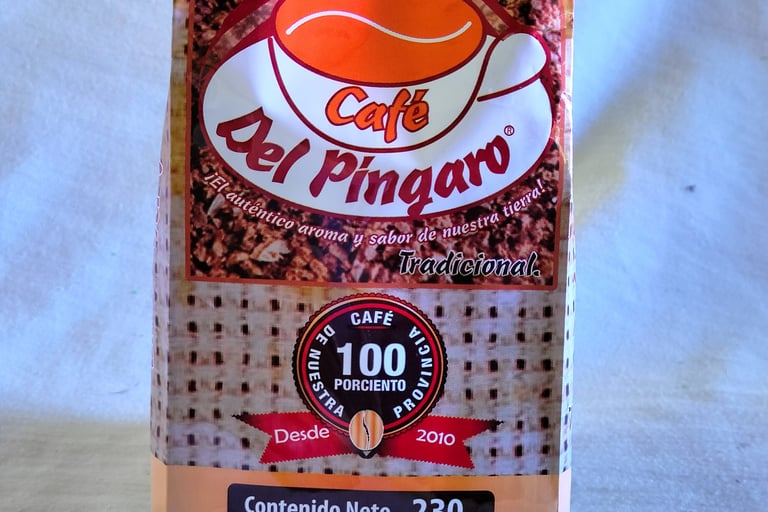 Café
Del Píngaro®
¡El auténtico aroma y sabor de nuestra tierra!
Tradicional.
CAFÉ
100
PORCIENTO
DE NUESTRA PROVINCIA
Desde 2010
Contenido Neto 230